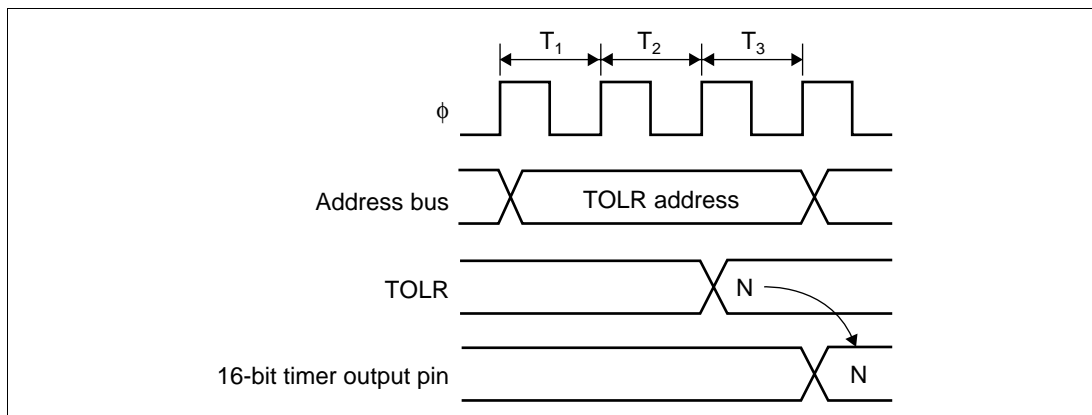 T₁ T₂ T₃
φ
Address bus TOLR address
TOLR N
16-bit timer output pin N